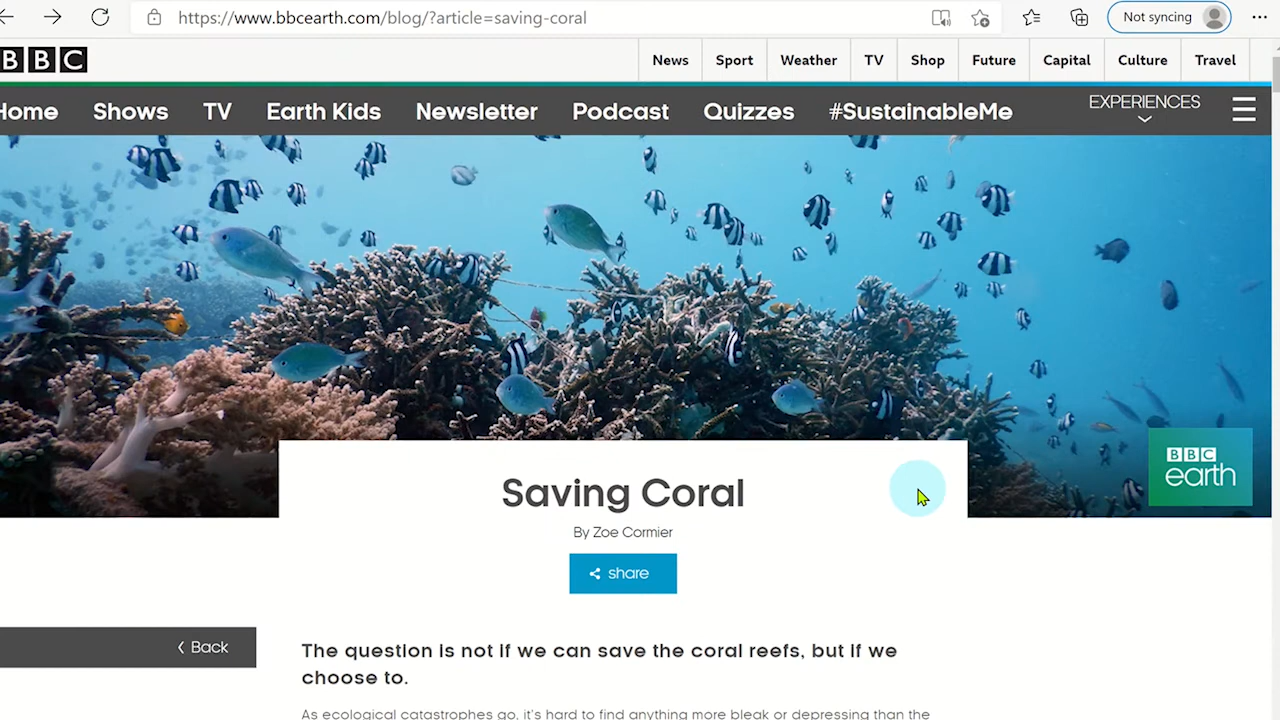 https://www.bbcearth.com/blog/?article=saving-coral
Not syncing
BBC
News Sport Weather TV Shop Future Capital Culture Travel
Home Shows TV Earth Kids Newsletter Podcast Quizzes #SustainableMe EXPERIENCES
BBC
earth
Saving Coral
By Zoe Cormier
share
Back
The question is not if we can save the coral reefs, but if we
choose to.
As ecological catastrophes go, it's hard to find anything more bleak or depressing than the